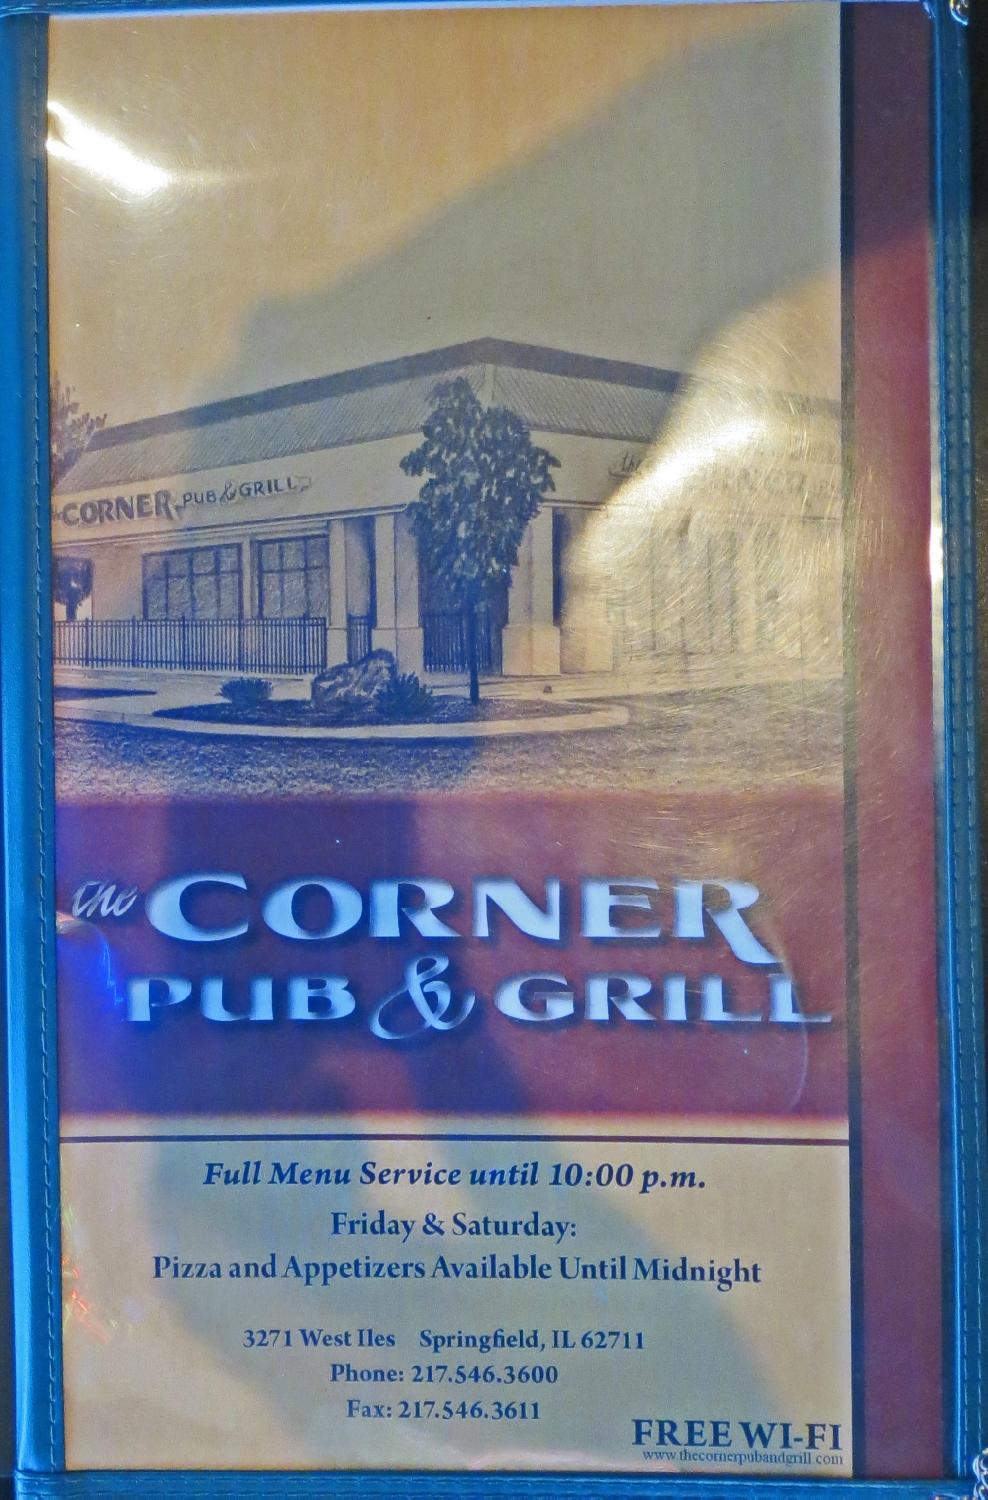 CORNER PUB & GRILL
the
the CORNER
PUB & GRILL
Full Menu Service until 10:00 p.m.
Friday & Saturday:
Pizza and Appetizers Available Until Midnight
3271 West Iles Springfield, IL 62711
Phone: 217.546.3600
Fax: 217.546.3611
FREE WI-FI
www.thecornerpubandgrill.com